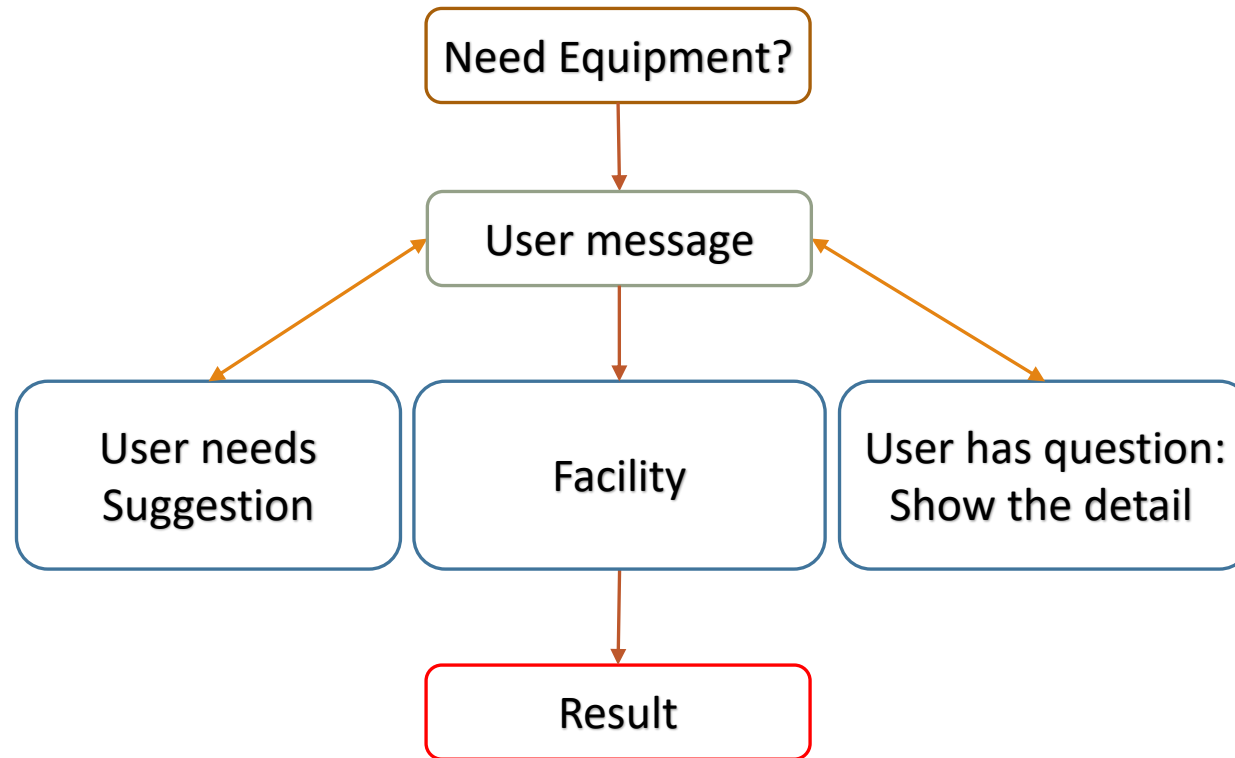 Need Equipment?
User message
User needs
Suggestion
Facility
User has question:
Show the detail
Result